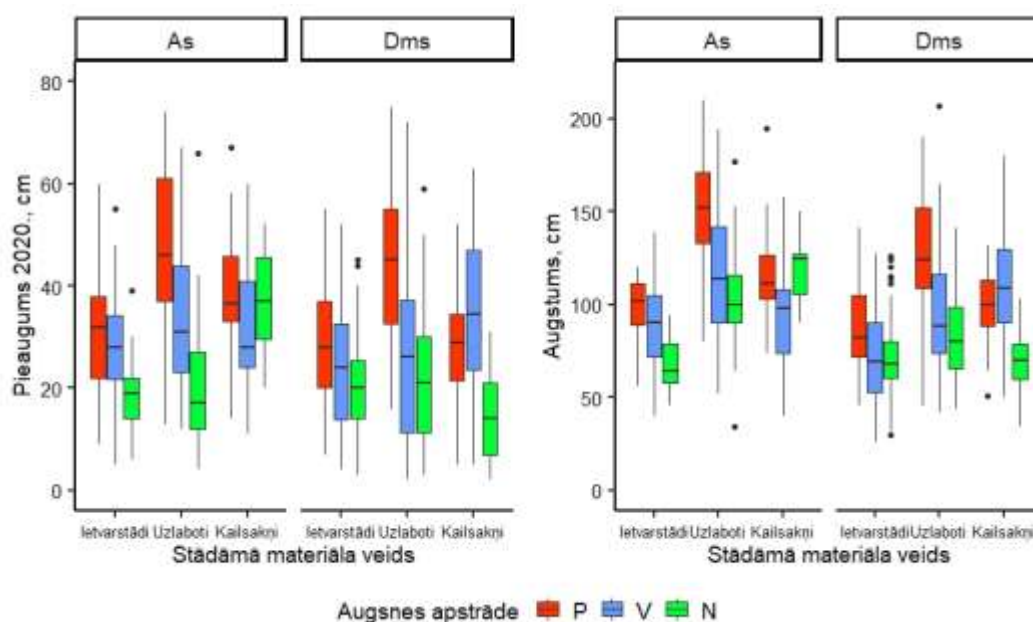 As Dms
80
60
40
20
0
Pieaugums 2020., cm
Ietvarstādi Uzlaboti Kailsakņi Ietvarstādi Uzlaboti Kailsakņi
Stādāmā materiāla veids
As Dms
200
150
100
50
0
Augstums, cm
Ietvarstādi Uzlaboti Kailsakņi Ietvarstādi Uzlaboti Kailsakņi
Stādāmā materiāla veids
Augsnes apstrāde P V N